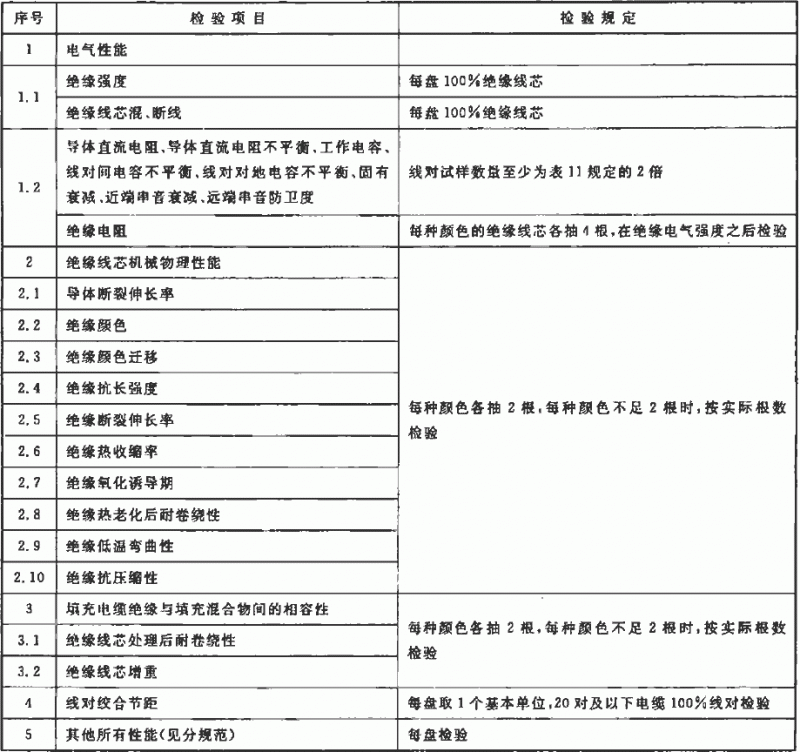 序号 检验项目 检验规定
1 电气性能
1.1 绝缘强度 每盘100%绝缘线芯
绝缘线芯混、断线 每盘100%绝缘线芯
1.2 导体直流电阻、导体直流电阻不平衡、工作电容、
线对间电容不平衡、线对对地电容不平衡、固有
衰减、近端串音衰减、远端串音防卫度
线对试样数量至少为表11规定的2倍
绝缘电阻 每种颜色的绝缘线芯各抽4根,在绝缘电气强度之后检验
2 绝缘线芯机械物理性能
2.1 导体断裂伸长率
2.2 绝缘颜色
2.3 绝缘颜色迁移
2.4 绝缘抗长强度
2.5 绝缘断裂伸长率
2.6 绝缘热收缩率
2.7 绝缘氧化诱导期
2.8 绝缘热老化后耐卷绕性
2.9 绝缘低温弯曲性
2.10 绝缘抗压缩性
每种颜色各抽2根,每种颜色不足2根时,按实际根数
检验
3 填充电缆绝缘与填充混合物间的相容性
3.1 绝缘线芯处理后耐卷绕性
3.2 绝缘线芯增重
每种颜色各抽2根,每种颜色不足2根时,按实际根数
检验
4 线对绞合节距 每盘取1个基本单位,20对及以下电缆100%线对检验
5 其他所有性能(见分规范) 每盘检验